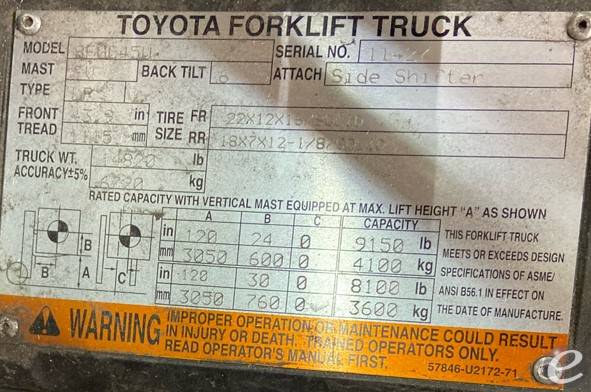 TOYOTA FORKLIFT TRUCK
MODEL SERIAL NO.
MAST BACK TILT 6 ATTACH Side Shifter
TYPE
FRONT TREAD in mm TIRE SIZE FR
RR 18X7X12-1/8
TRUCK WT. lb
ACCURACY±5% kg
RATED CAPACITY WITH VERTICAL MAST EQUIPPED AT MAX. LIFT HEIGHT "A" AS SHOWN
A B C CAPACITY
in 120 24 0 9150 lb
mm 3050 600 0 4100 kg
in 120 30 0 8100 lb
mm 3050 760 0 3600 kg
B B A C
THIS FORKLIFT TRUCK
MEETS OR EXCEEDS DESIGN
SPECIFICATIONS OF ASME/
ANSI B56.1 IN EFFECT ON
THE DATE OF MANUFACTURE.
WARNING
IMPROPER OPERATION OR MAINTENANCE COULD RESULT
IN INJURY OR DEATH. TRAINED OPERATORS ONLY.
READ OPERATOR'S MANUAL FIRST.
57846-U2172-71
e